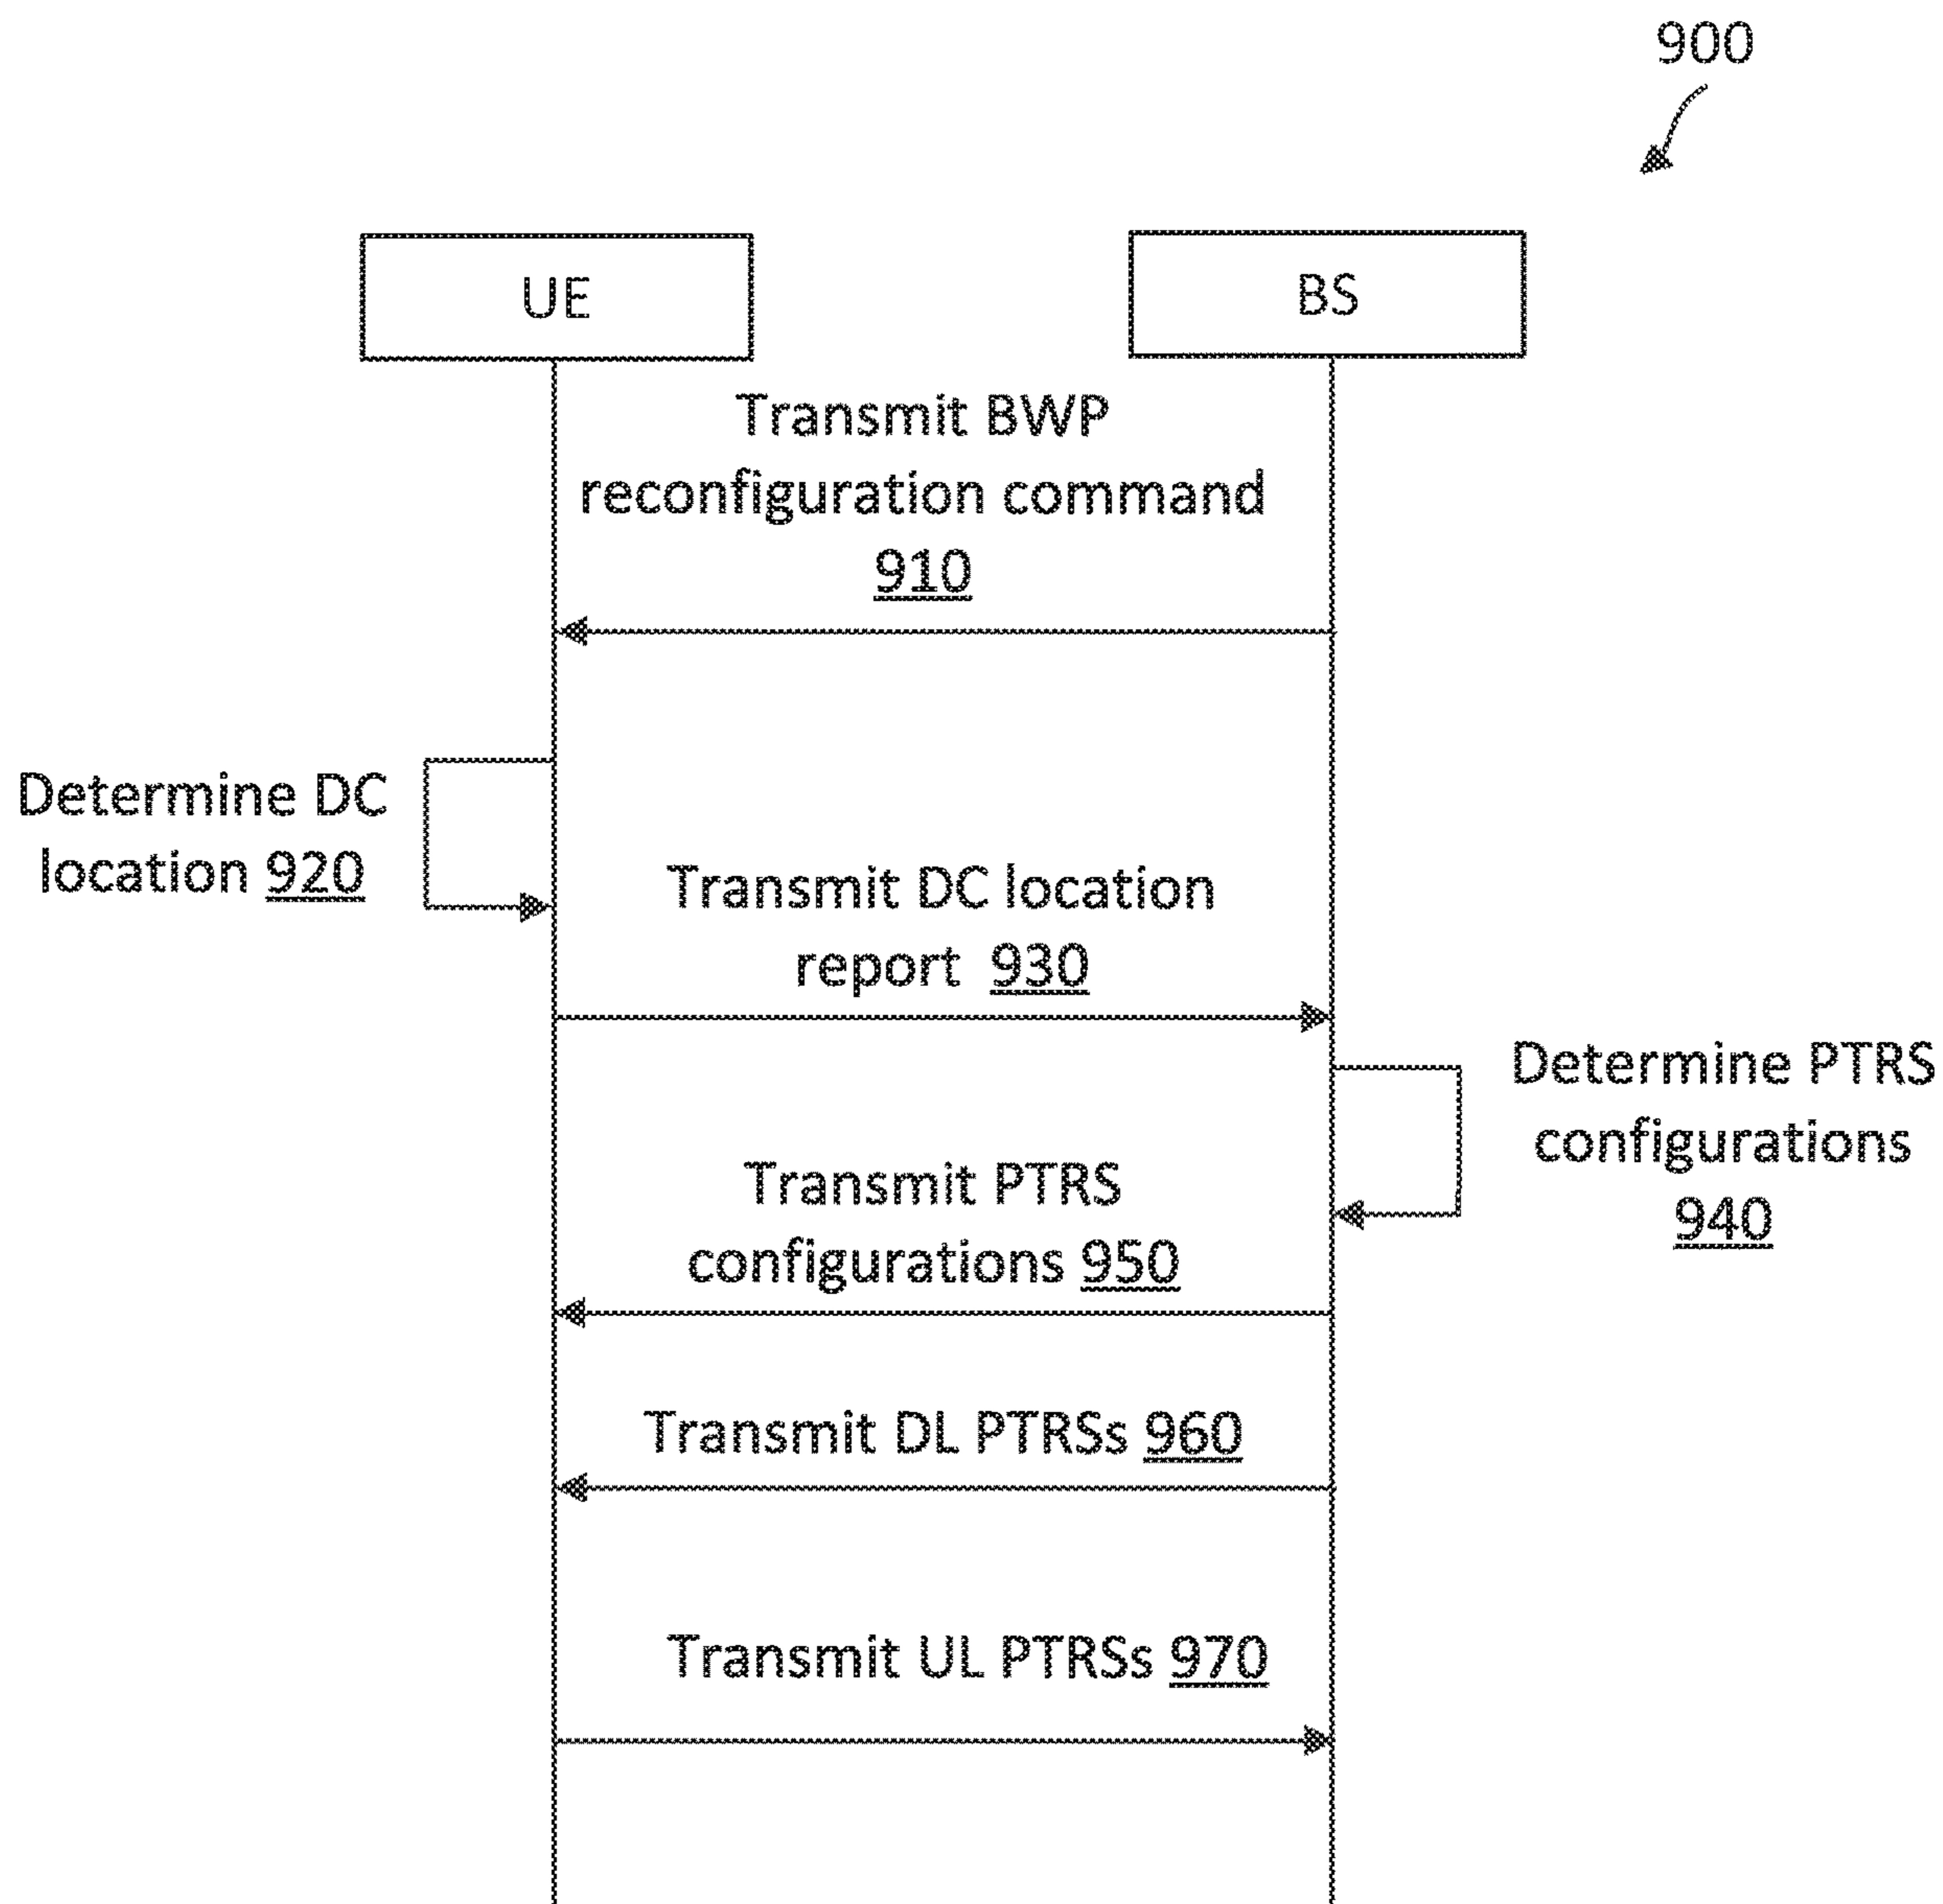 900
UE
BS
Transmit BWP
reconfiguration command
910
Determine DC
location 920
Transmit DC location
report 930
Determine PTRS
configurations
940
Transmit PTRS
configurations 950
Transmit DL PTRSs 960
Transmit UL PTRSs 970